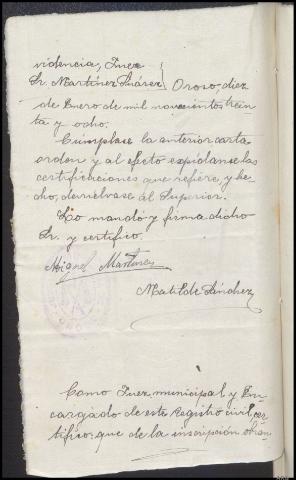 videncia, Juez
Sr. Martínez Suárez Oroso, diez
de Enero de mil novecientos trein
ta y ocho.
Cúmplase la anterior carta
orden y al efecto expídanse las
certificaciones que refiere, y he
cho, devuélvase al Superior.
Lo mandó y firma dicho
Sr. y certifico.
Miguel Martínez
Matilde Sánchez
Como Juez municipal y En
cargado de este registro civil, cer
tifico: que de la inscripción obran